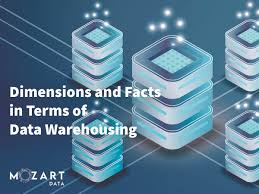 Dimensions and Facts
in Terms of
Data Warehousing
MOZART
DATA